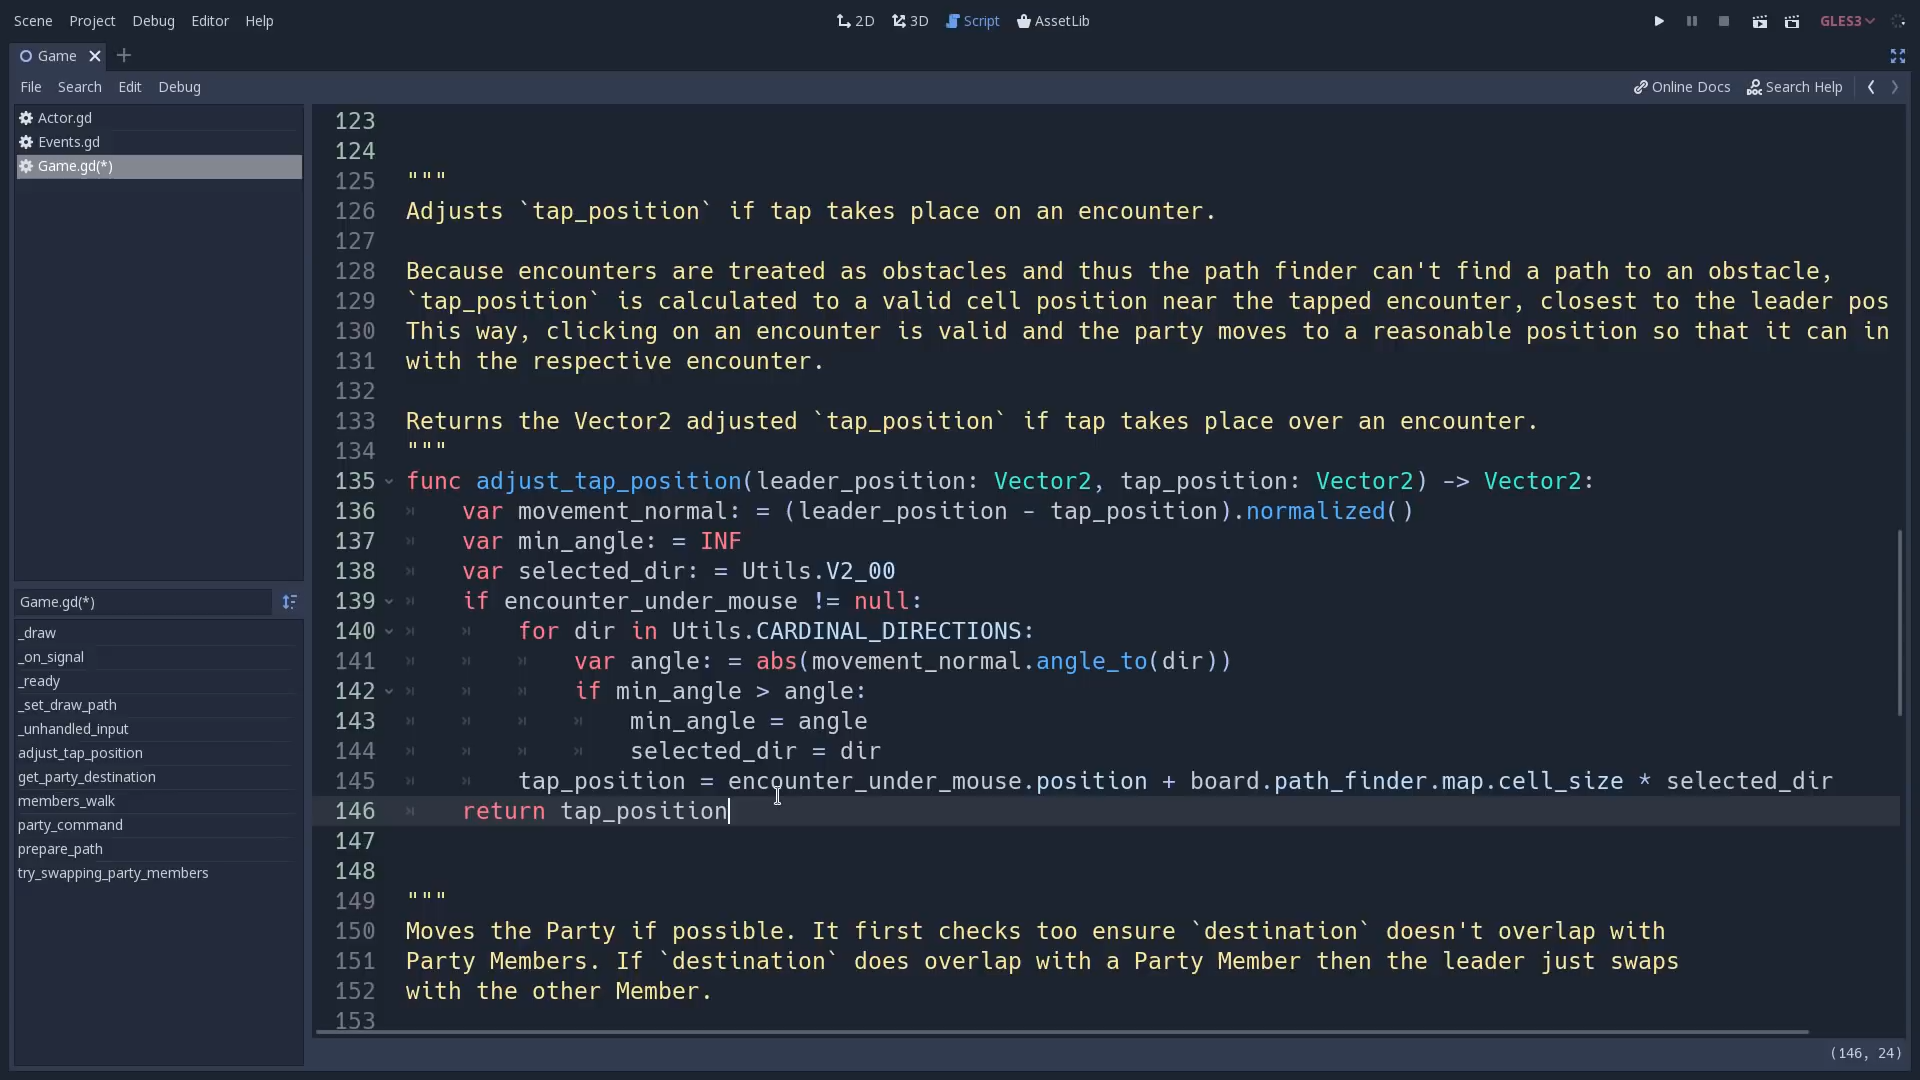 Scene Project Debug Editor Help 2D 3D Script AssetLib GLES3
Game
File Search Edit Debug Online Docs Search Help
Actor.gd
Events.gd
Game.gd(*)
Game.gd(*)
_draw
_on_signal
_ready
_set_draw_path
_unhandled_input
adjust_tap_position
get_party_destination
members_walk
party_command
prepare_path
try_swapping_party_members
123
124
125 """
126 Adjusts `tap_position` if tap takes place on an encounter.
127
128 Because encounters are treated as obstacles and thus the path finder can't find a path to an obstacle,
129 `tap_position` is calculated to a valid cell position near the tapped encounter, closest to the leader pos
130 This way, clicking on an encounter is valid and the party moves to a reasonable position so that it can in
131 with the respective encounter.
132
133 Returns the Vector2 adjusted `tap_position` if tap takes place over an encounter.
134 """
135 func adjust_tap_position(leader_position: Vector2, tap_position: Vector2) -> Vector2:
136 var movement_normal: = (leader_position - tap_position).normalized()
137 var min_angle: = INF
138 var selected_dir: = Utils.V2_00
139 if encounter_under_mouse != null:
140 for dir in Utils.CARDINAL_DIRECTIONS:
141 var angle: = abs(movement_normal.angle_to(dir))
142 if min_angle > angle:
143 min_angle = angle
144 selected_dir = dir
145 tap_position = encounter_under_mouse.position + board.path_finder.map.cell_size * selected_dir
146 return tap_position
147
148
149 """
150 Moves the Party if possible. It first checks too ensure `destination` doesn't overlap with
151 Party Members. If `destination` does overlap with a Party Member then the leader just swaps
152 with the other Member.
153
(146, 24)